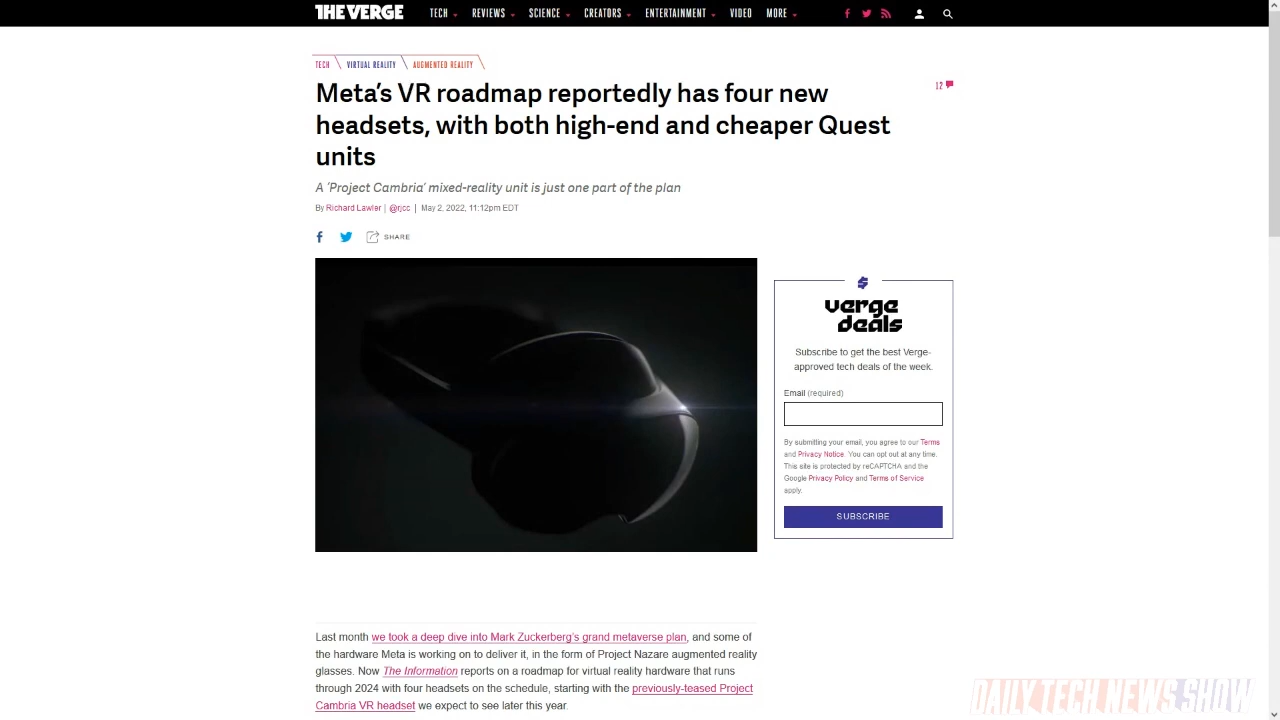 THE VERGE
TECH REVIEWS SCIENCE CREATORS ENTERTAINMENT VIDEO MORE
TECH VIRTUAL REALITY AUGMENTED REALITY
Meta's VR roadmap reportedly has four new
headsets, with both high-end and cheaper Quest
units
12
A 'Project Cambria' mixed-reality unit is just one part of the plan
By Richard Lawler | @rjcc | May 2, 2022, 11:12pm EDT
SHARE
verge
deals
Subscribe to get the best Verge-
approved tech deals of the week.
Email (required)
By submitting your email, you agree to our Terms
and Privacy Notice. You can opt out at any time.
This site is protected by reCAPTCHA and the
Google Privacy Policy and Terms of Service
apply.
SUBSCRIBE
Last month we took a deep dive into Mark Zuckerberg's grand metaverse plan, and some of
the hardware Meta is working on to deliver it, in the form of Project Nazare augmented reality
glasses. Now The Information reports on a roadmap for virtual reality hardware that runs
through 2024 with four headsets on the schedule, starting with the previously-teased Project
Cambria VR headset we expect to see later this year.
DAILY TECH NEWS SHOW